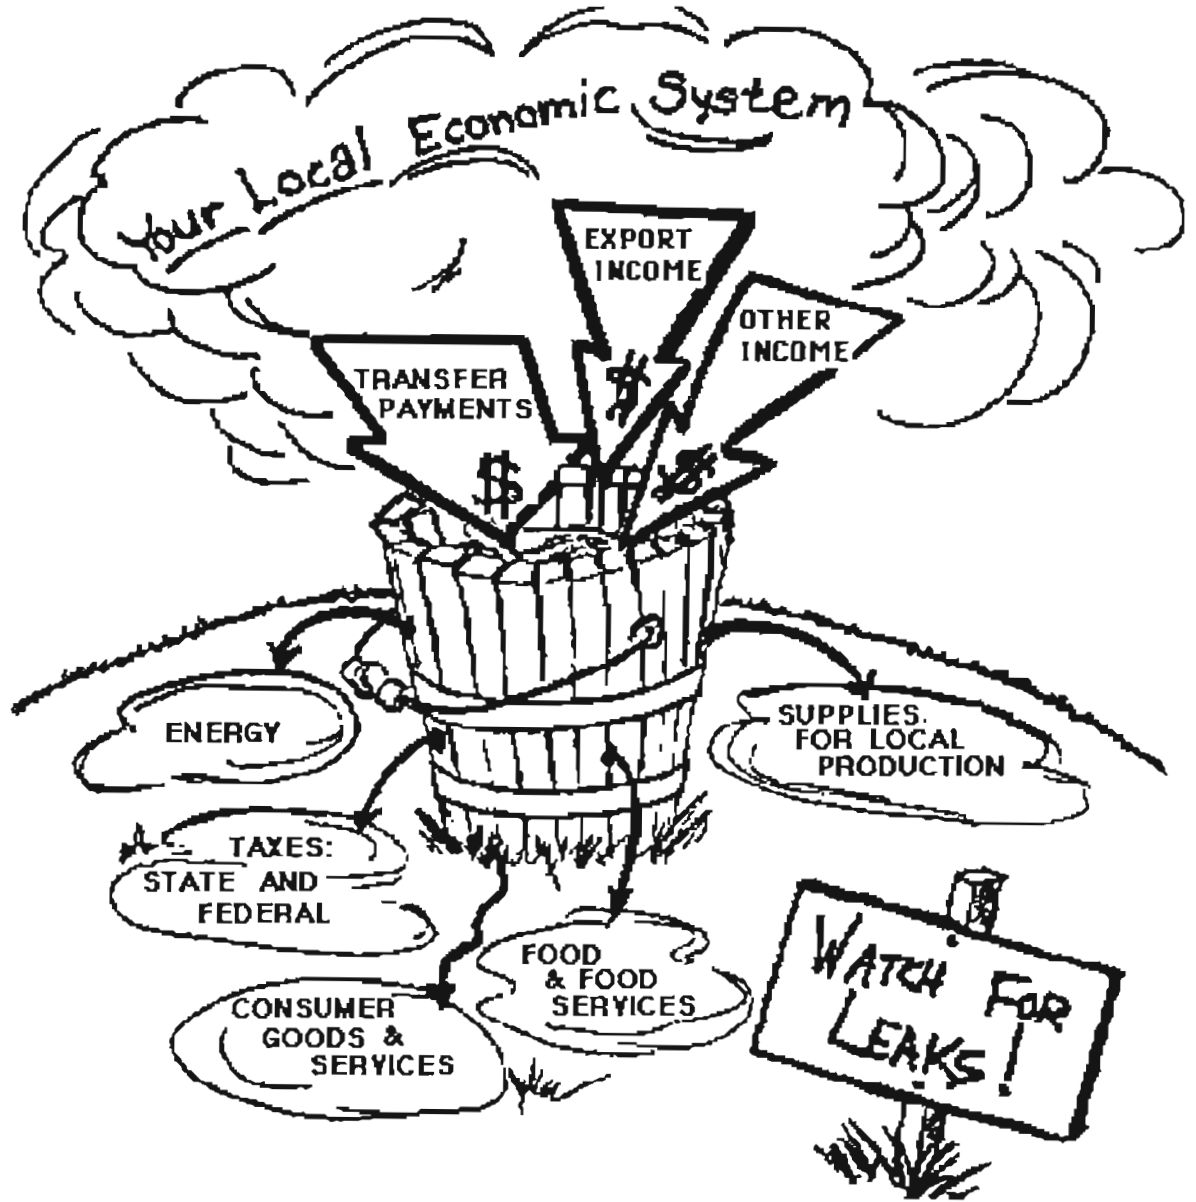 Your Local Economic System
EXPORT
INCOME
OTHER
INCOME
TRANSFER
PAYMENTS
$
$
$
ENERGY
SUPPLIES.
FOR LOCAL
PRODUCTION
TAXES:
STATE AND
FEDERAL
FOOD
& FOOD
SERVICES
CONSUMER
GOODS &
SERVICES
WATCH FOR
LEAKS!